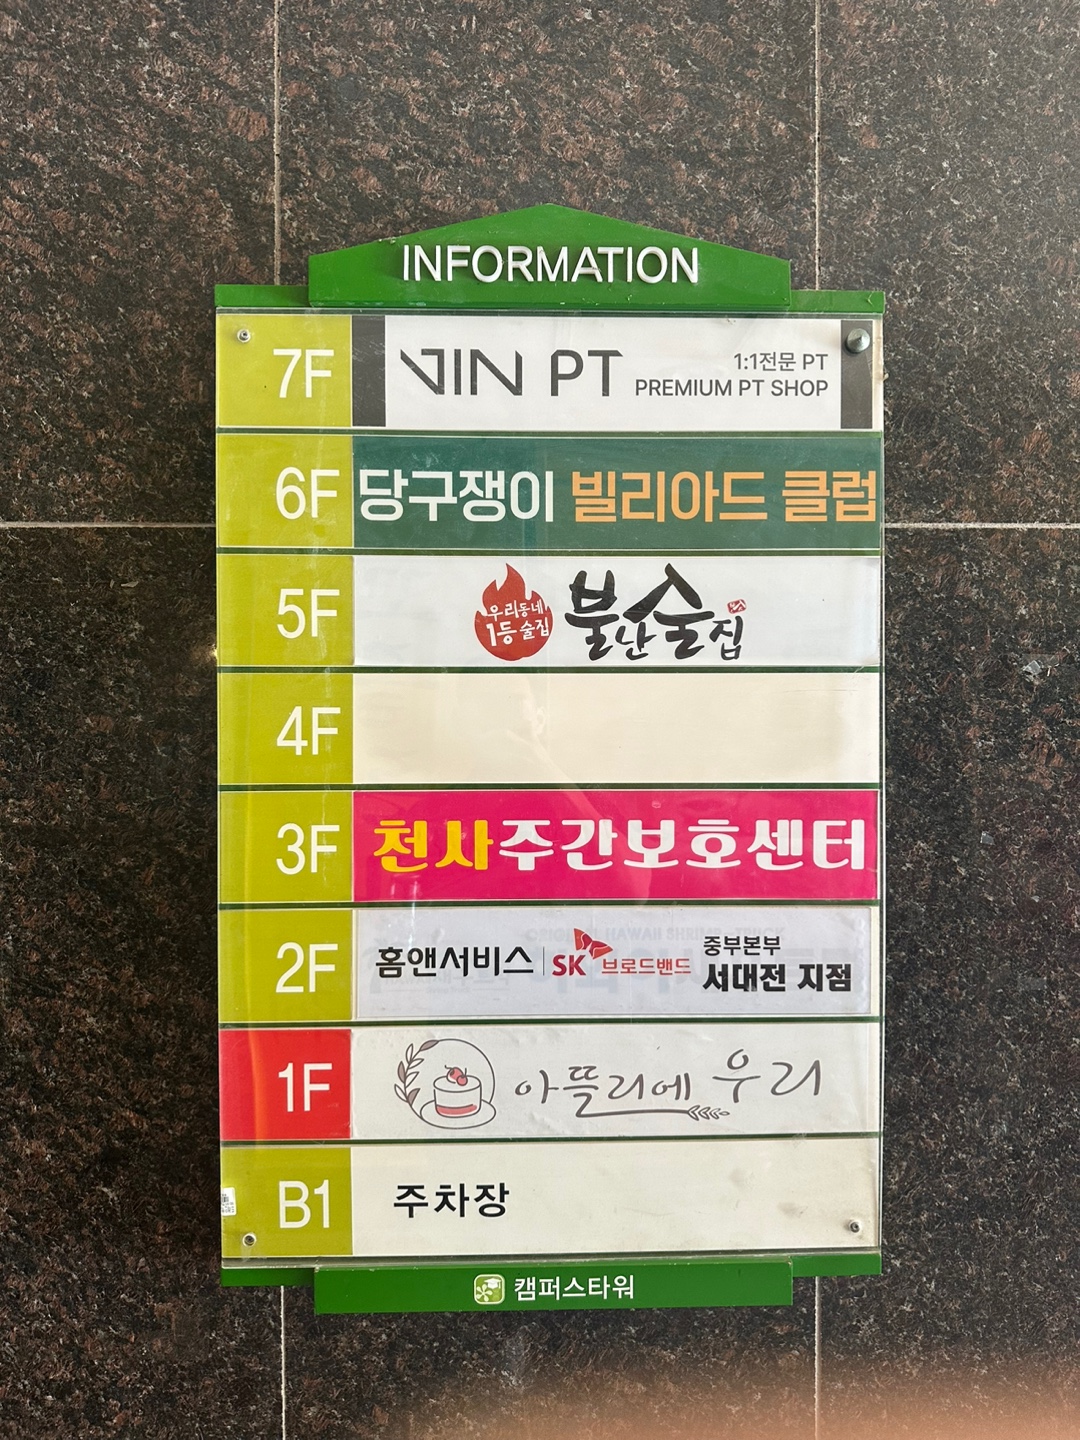 INFORMATION
7F
VIN PT
1:1전문 PT
PREMIUM PT SHOP
6F
당구쟁이 빌리아드 클럽
5F
우리동네
1등 술집
불난술집
4F
3F
천사주간보호센터
2F
홈앤서비스 SK브로드밴드
중부본부
서대전 지점
1F
아뜰리에 우리
B1
주차장
캠퍼스타워